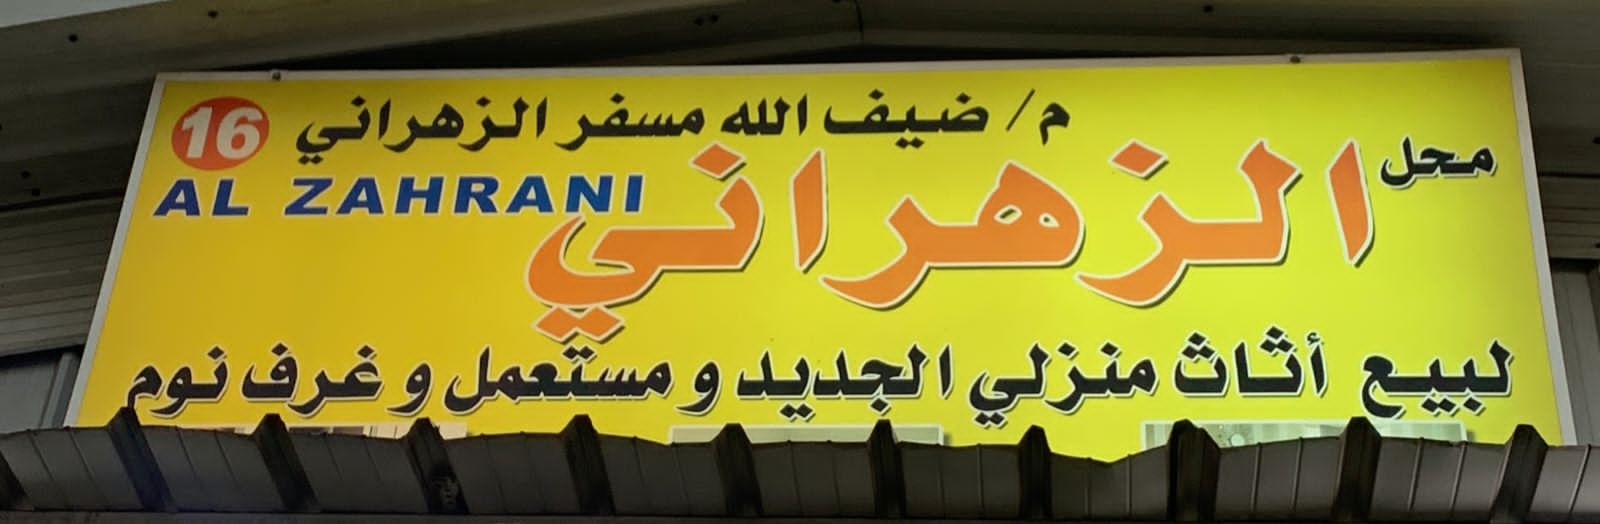 م/ ضيف الله مسفر الزهراني 16
محل الزهراني
AL ZAHRANI
لبيع أثاث منزلي الجديد و مستعمل و غرف نوم